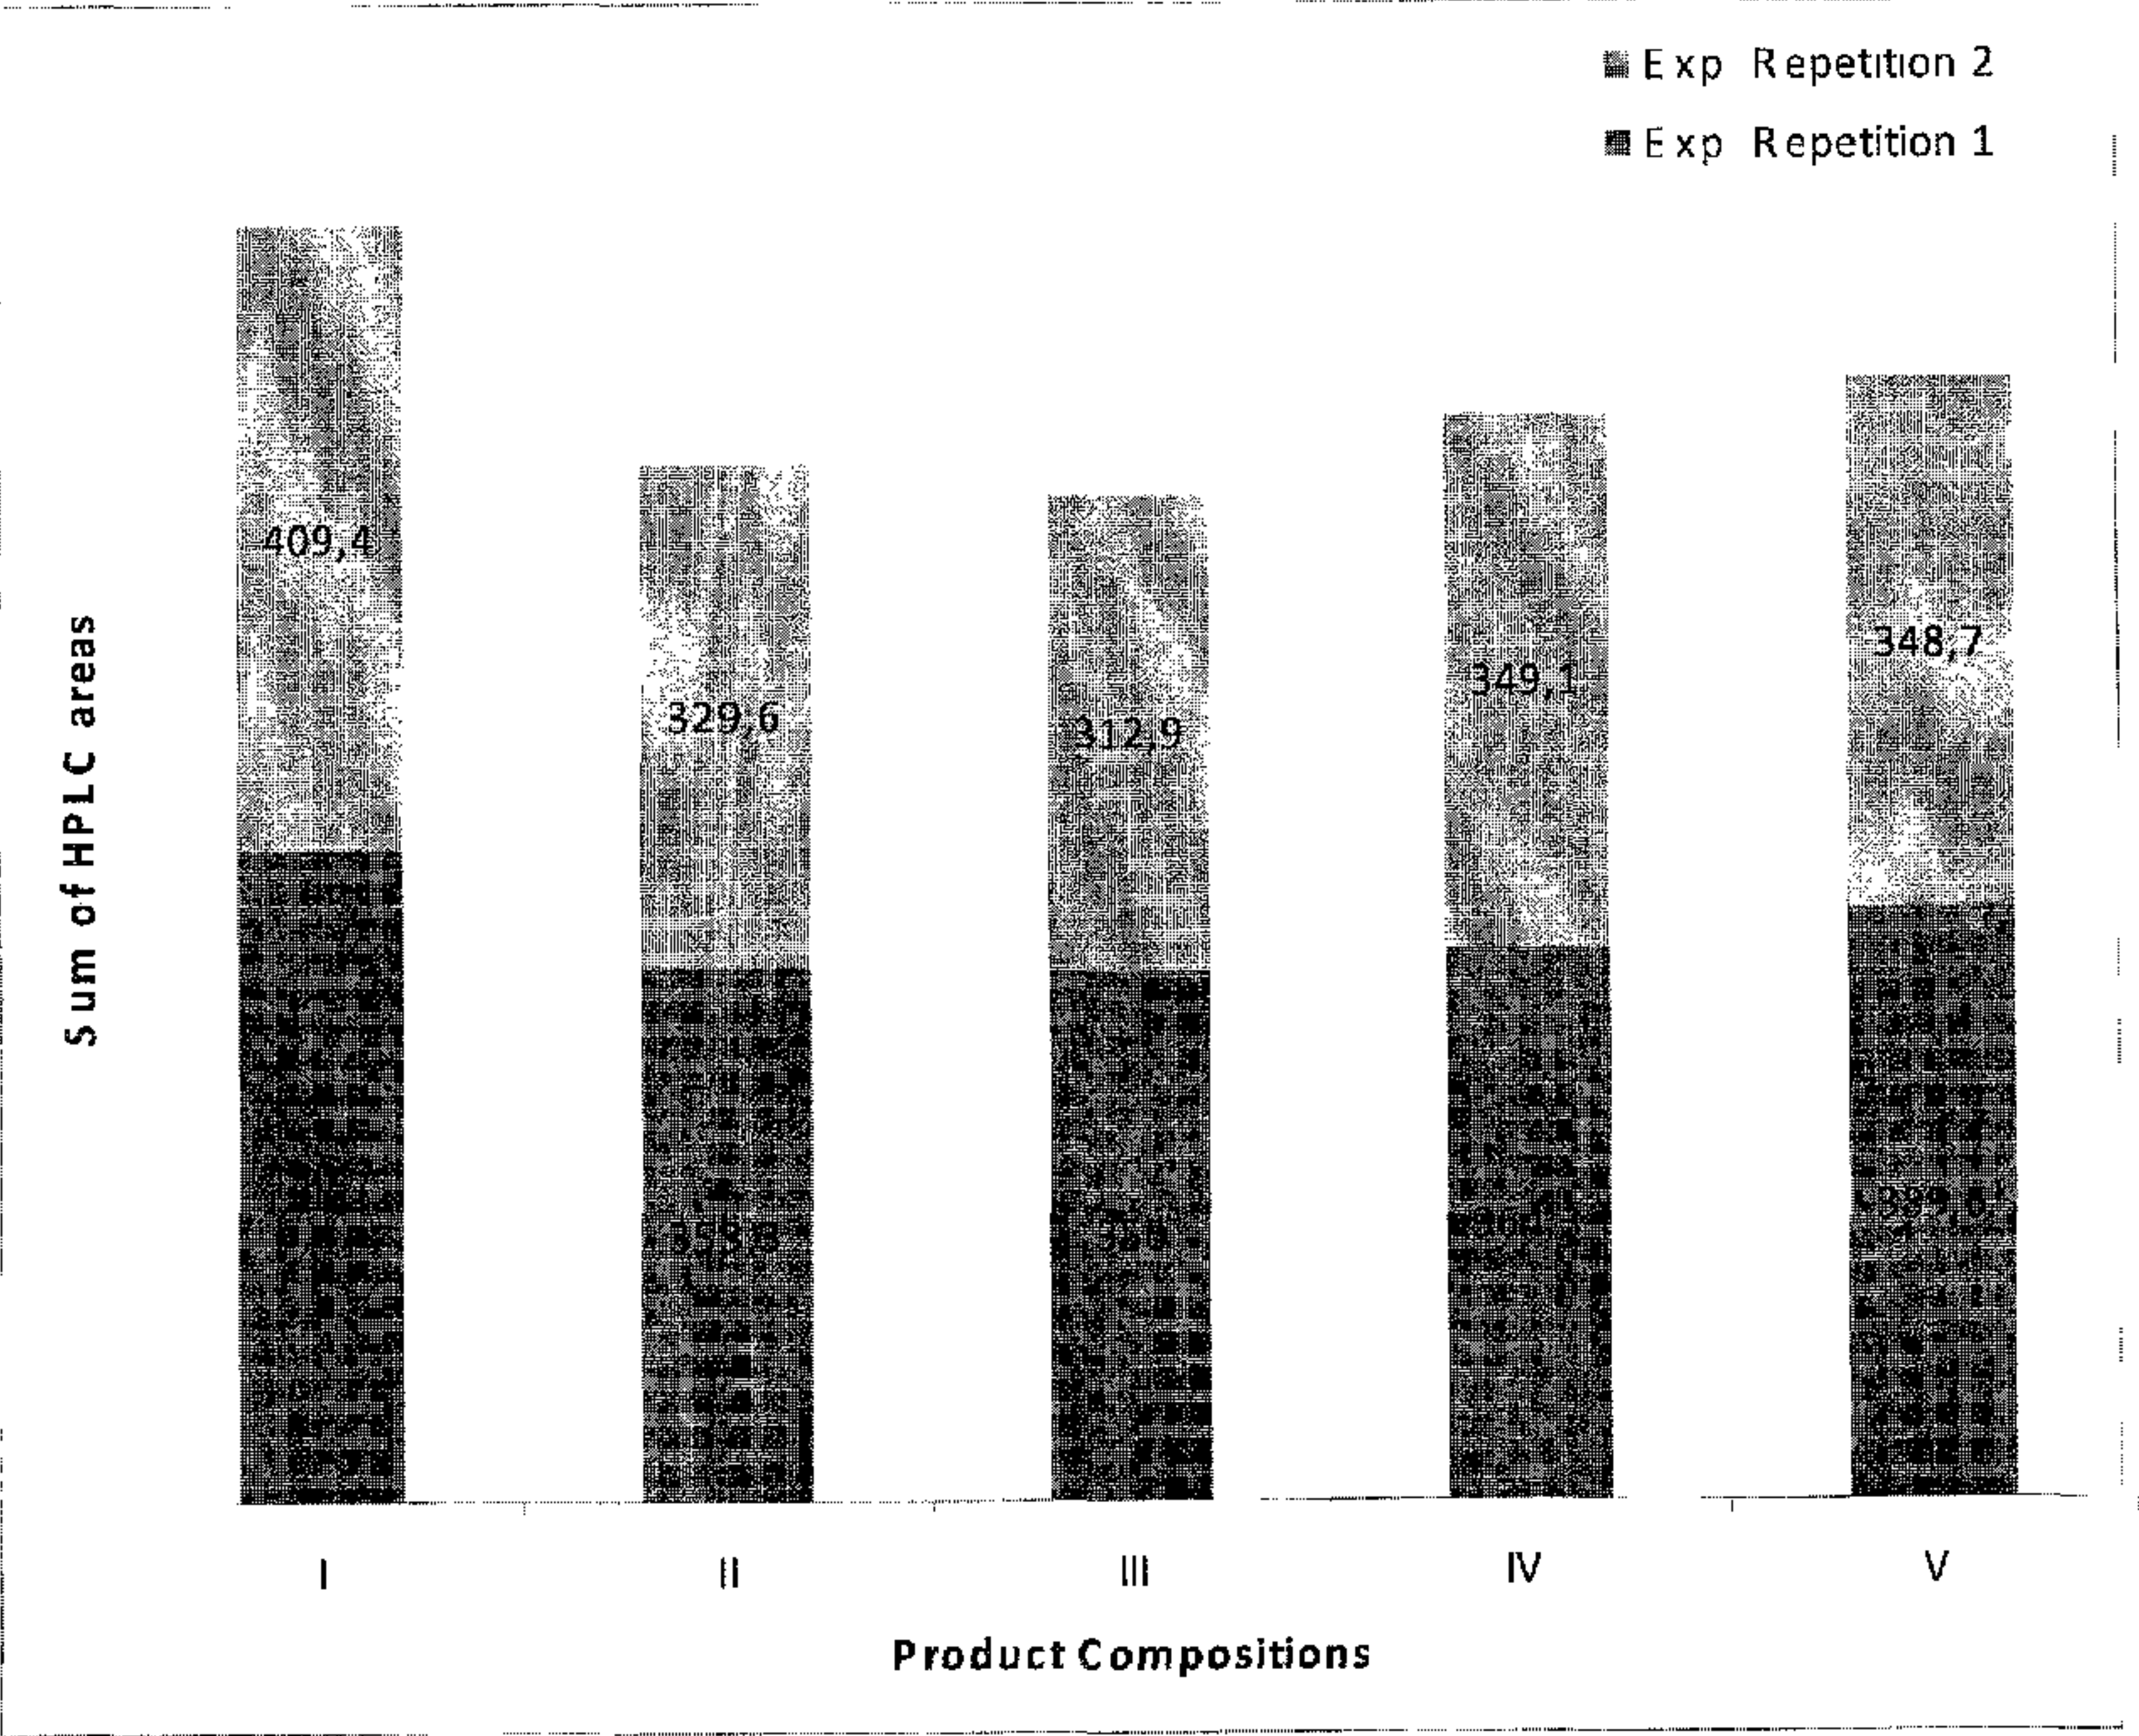 Exp Repetition 2
Exp Repetition 1
409,4
329,6
312,9
349,1
348,7
Sum of HPLC areas
I
II
III
IV
V
Product Compositions